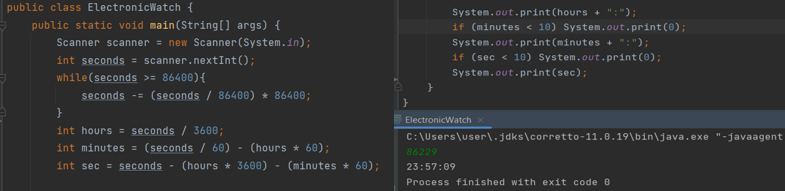 public class ElectronicWatch {
public static void main(String[] args) {
Scanner scanner = new Scanner(System.in);
int seconds = scanner.nextInt();
while(seconds >= 86400){
seconds -= (seconds / 86400) * 86400;
}
int hours = seconds / 3600;
int minutes = (seconds / 60) - (hours * 60);
int sec = seconds - (hours * 3600) - (minutes * 60);
System.out.print(hours + ":");
if (minutes < 10) System.out.print(0);
System.out.print(minutes + ":");
if (sec < 10) System.out.print(0);
System.out.print(sec);
}
}
ElectronicWatch ×
C:\Users\user\.jdks\corretto-11.0.19\bin\java.exe "-javaagent
86229
23:57:09
Process finished with exit code 0